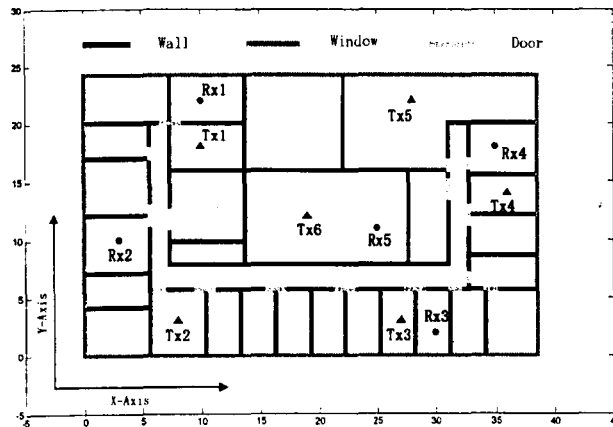 30
Wall Window Door
25
Rx1
Tx5
20
Tx1
Rx4
15
Tx4
Tx6
Rx5
10
Rx2
Y-Axis
5
Tx2
Tx3
Rx3
0
X-Axis
-5
-5 0 5 10 15 20 25 30 35 40 45